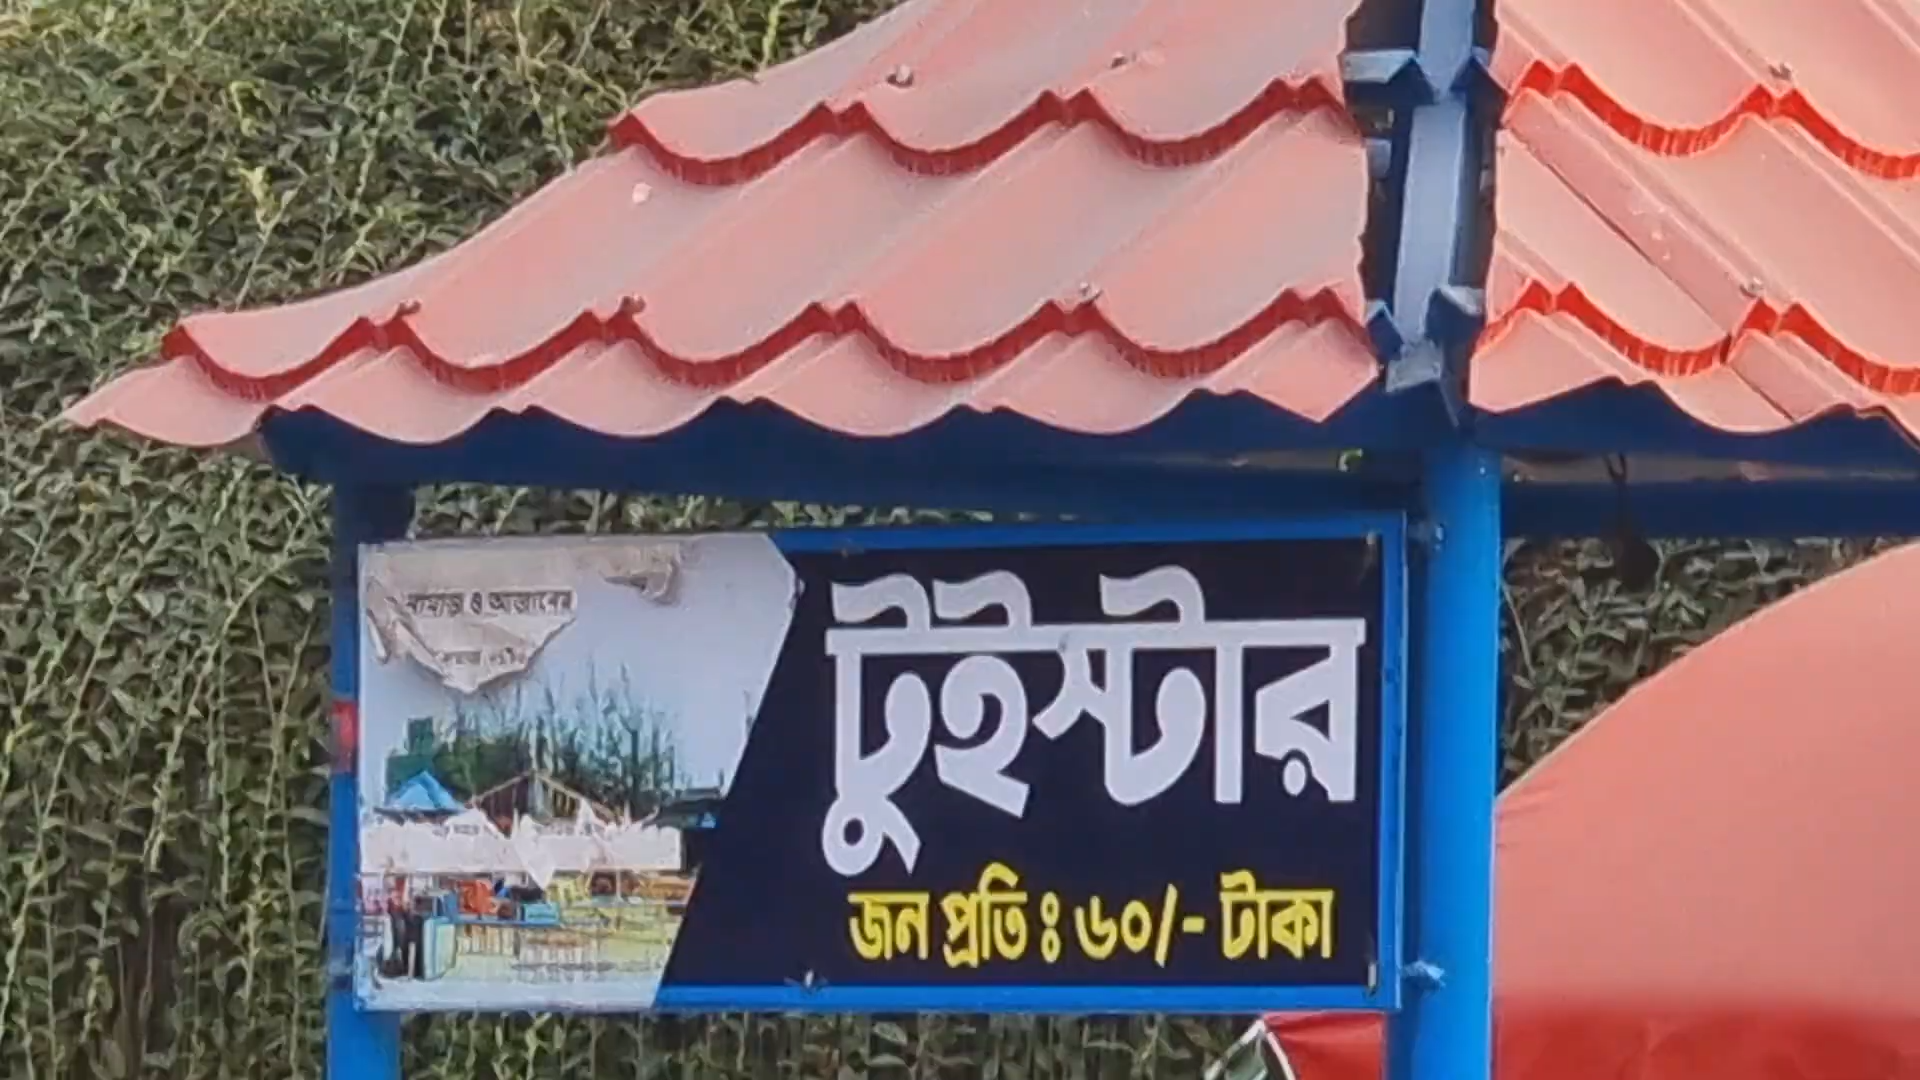 টুইস্টার
জন প্রতি ঃ ৬০/- টাকা